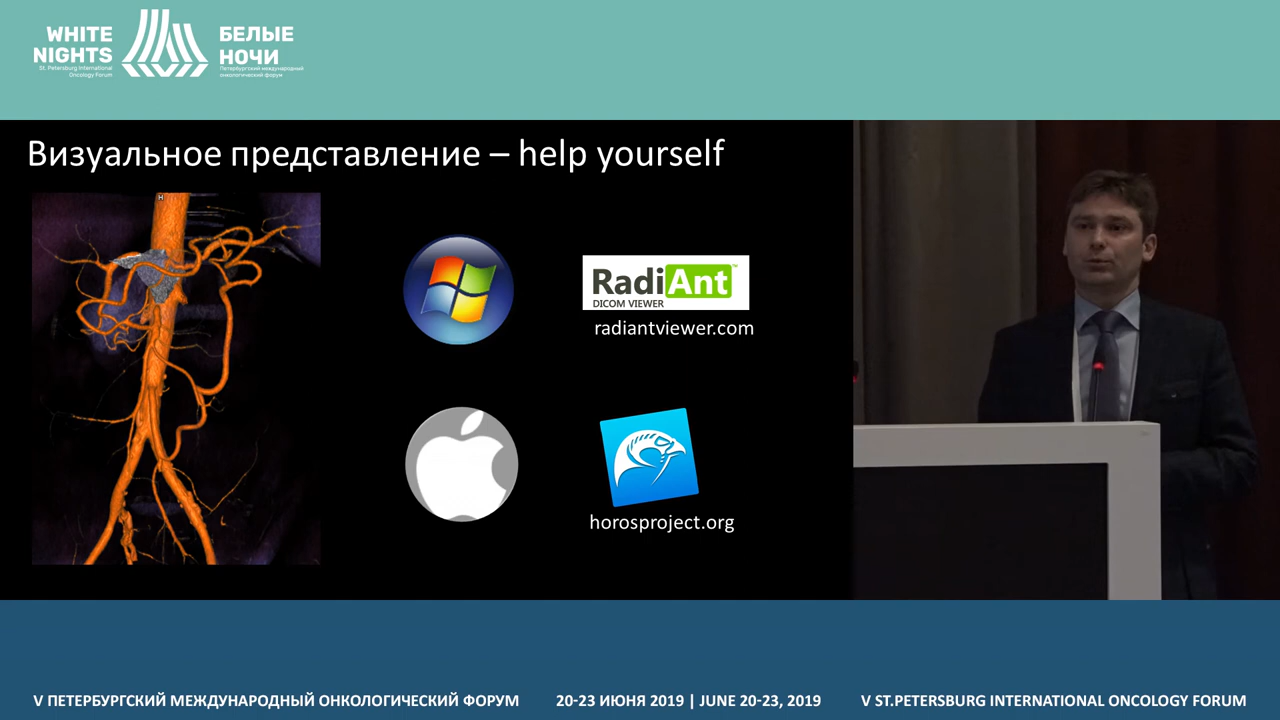 WHITE
NIGHTS
St. Petersburg International
Oncology Forum
БЕЛЫЕ
НОЧИ
Петербургский международный
онкологический форум
Визуальное представление – help yourself
H
RadiAnt™
DICOM VIEWER
radiantviewer.com
horosproject.org
V ПЕТЕРБУРГСКИЙ МЕЖДУНАРОДНЫЙ ОНКОЛОГИЧЕСКИЙ ФОРУМ
20-23 ИЮНЯ 2019 | JUNE 20-23, 2019
V ST.PETERSBURG INTERNATIONAL ONCOLOGY FORUM